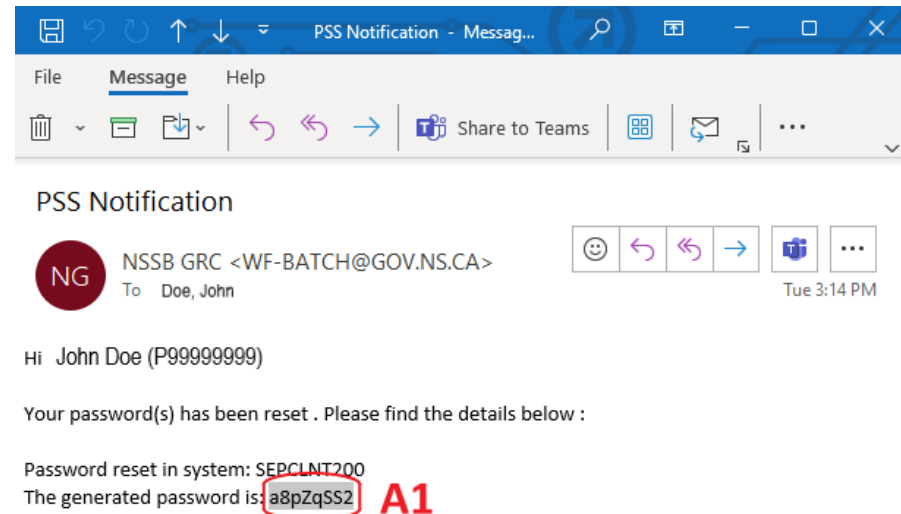 PSS Notification - Messag...
File Message Help
Share to Teams
PSS Notification
NG
NSSB GRC <WF-BATCH@GOV.NS.CA>
To Doe, John
Tue 3:14 PM
Hi John Doe (P99999999)
Your password(s) has been reset . Please find the details below :
Password reset in system: SEPCLNT200
The generated password is: a8pZqSS2 A1